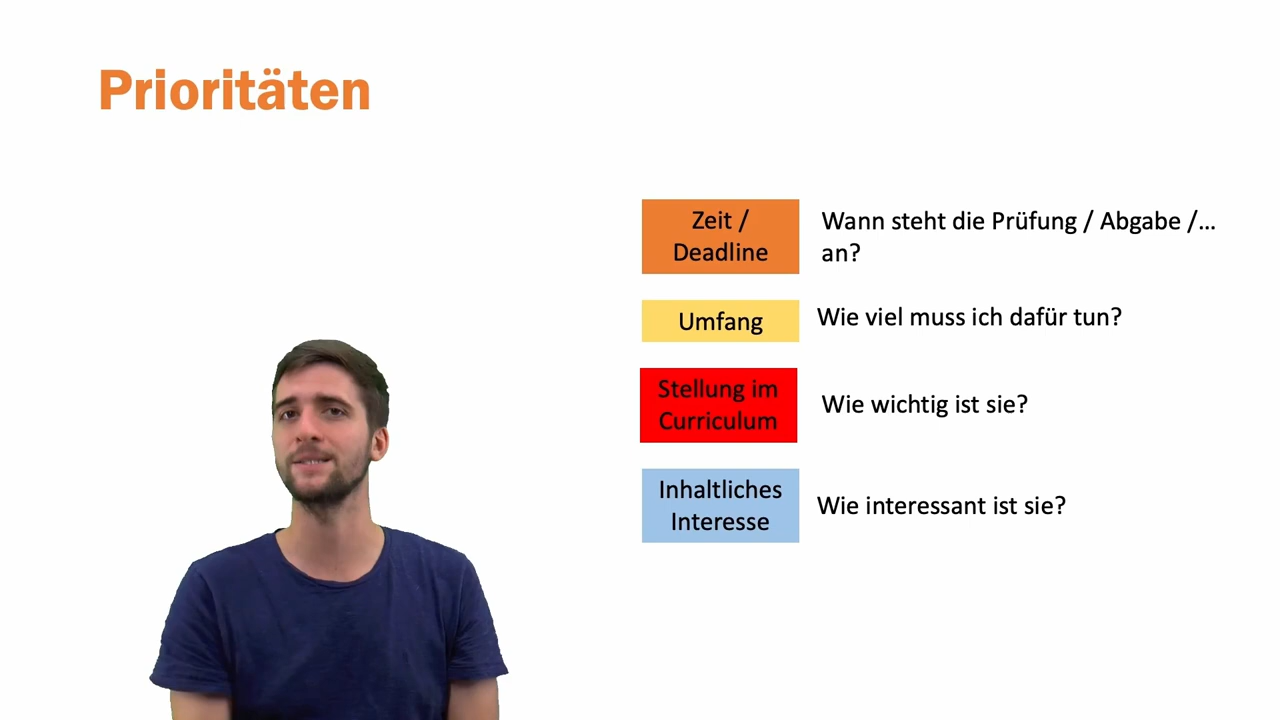 Prioritäten
Zeit /
Deadline
Wann steht die Prüfung / Abgabe /...
an?
Umfang
Wie viel muss ich dafür tun?
Stellung im
Curriculum
Wie wichtig ist sie?
Inhaltliches
Interesse
Wie interessant ist sie?